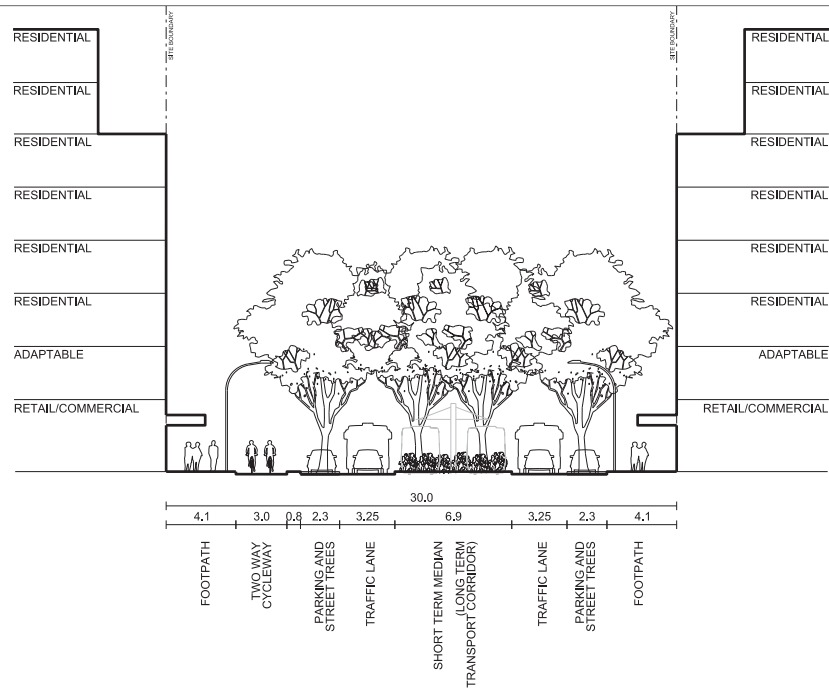 SITE BOUNDARY
SITE BOUNDARY
RESIDENTIAL
RESIDENTIAL
RESIDENTIAL
RESIDENTIAL
RESIDENTIAL
RESIDENTIAL
RESIDENTIAL
RESIDENTIAL
RESIDENTIAL
RESIDENTIAL
RESIDENTIAL
RESIDENTIAL
ADAPTABLE
ADAPTABLE
RETAIL/COMMERCIAL
RETAIL/COMMERCIAL
30.0
4.1 3.0 0.8 2.3 3.25 6.9 3.25 2.3 4.1
FOOTPATH
TWO WAY
CYCLEWAY
PARKING AND
STREET TREES
TRAFFIC LANE
SHORT TERM MEDIAN
(LONG TERM
TRANSPORT CORRIDOR)
TRAFFIC LANE
PARKING AND
STREET TREES
FOOTPATH